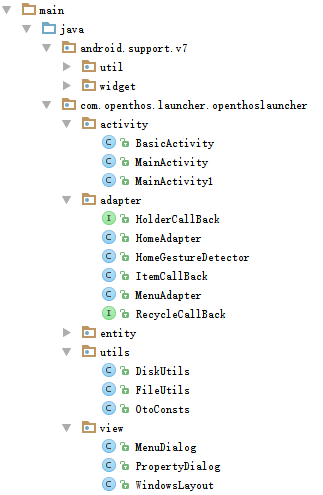 main
java
android.support.v7
util
widget
com.openthos.launcher.openthoslauncher
activity
C BasicActivity
C MainActivity
C MainActivity1
adapter
I HolderCallBack
C HomeAdapter
C HomeGestureDetector
C ItemCallBack
C MenuAdapter
I RecycleCallBack
entity
utils
C DiskUtils
C FileUtils
C OtoConsts
view
C MenuDialog
C PropertyDialog
C WindowsLayout